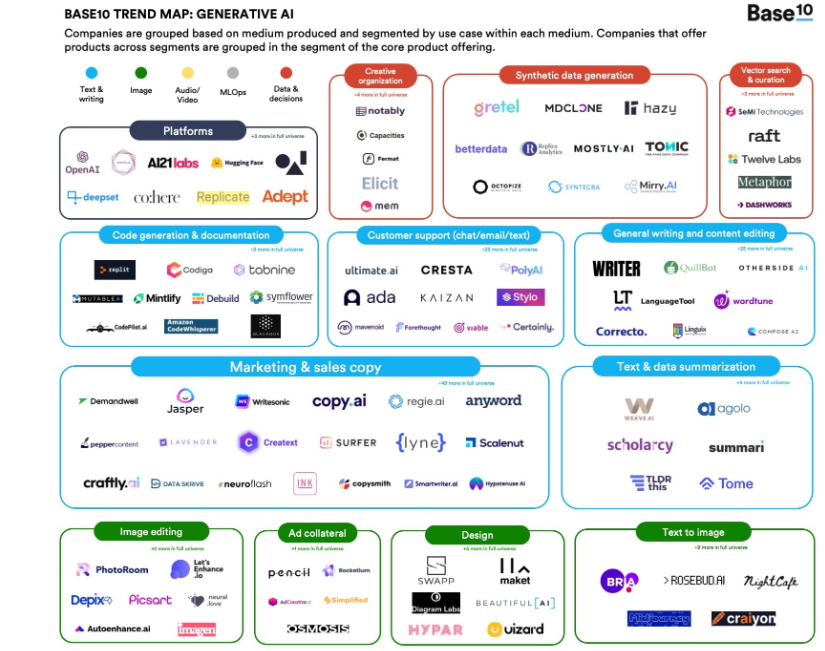 BASE10 TREND MAP: GENERATIVE AI
Base10
Companies are grouped based on medium produced and segmented by use case within each medium. Companies that offer
products across segments are grouped in the segment of the core product offering.
Text & writing
Image
Audio/ Video
MLOps
Data & decisions
Platforms
+3 more in full universe
OpenAI
AI21labs
Hugging Face
deepset
co:here
Replicate
Adept
Creative organization
+4 more in full universe
notably
Capacities
Fermat
Elicit
mem
Synthetic data generation
gretel
MDCLONE
hazy
betterdata
Replica Analytics
MOSTLY·AI
TONIC
THE FAKE DATA COMPANY
OCTOPIZE
SYNTEGRA
Mirry.AI
Vector search & curation
+3 more in full universe
SeMI Technologies
raft
Twelve Labs
Metaphor
DASHWORKS
Code generation & documentation
+9 more in full universe
replit
Codiga
tabnine
MUTABLEAI
Mintlify
Debuild
symflower
CodePilot.ai
Amazon CodeWhisperer
BLACKBOX
Customer support (chat/email/text)
+23 more in full universe
ultimate.ai
CRESTA
PolyAI
ada
KAIZAN
Stylo
mavenoid
Forethought
viable
Certainly.
General writing and content editing
+25 more in full universe
WRITER
QuillBot
OTHERSIDE AI
LT LanguageTool
wordtune
Correcto.
Linguix
COMPOSE AI
Marketing & sales copy
+43 more in full universe
Demandwell
Jasper
Writesonic
copy.ai
regie.ai
anyword
peppercontent
LAVENDER
Creatext
SURFER
{lyne}
Scalenut
craftly.ai
DATA SKRIVE
neuroflash
INK
copysmith
Smartwriter.ai
Hypotenuse AI
Text & data summarization
+4 more in full universe
WEAVE.AI
agolo
scholarcy
summari
TLDR this
Tome
Image editing
PhotoRoom
Let's Enhance .io
Depix
Picsart
neural .love
Autoenhance.ai
imagen
Ad collateral
+1 more in full universe
p·e·n·c·i·l
Rocketium
AdCreative.ai
Simplified
OSMOSIS
Design
+4 more in full universe
SWAPP
maket
Diagram Labs
BEAUTIFUL[AI]
HYPAR
uizard
Text to image
+3 more in full universe
BRIA
>ROSEBUD.AI
NightCafe
Midjourney
craiyon